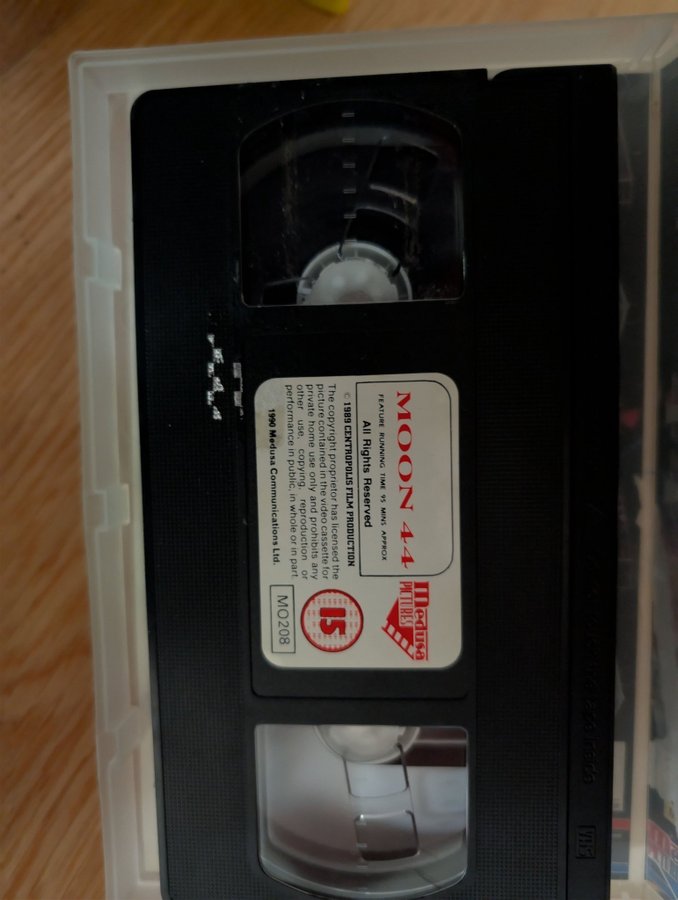 MOON 44
FEATURE RUNNING TIME 95 MINS APPROX
All Rights Reserved
© 1989 CENTROPOLIS FILM PRODUCTION
The copyright proprietor has licensed the
picture contained in the video cassette for
private home use only and prohibits any
other use, copying, reproduction or
performance in public, in whole or in part.
1990 Medusa Communications Ltd.
Medusa
PICTURES
15
MO208
VHS